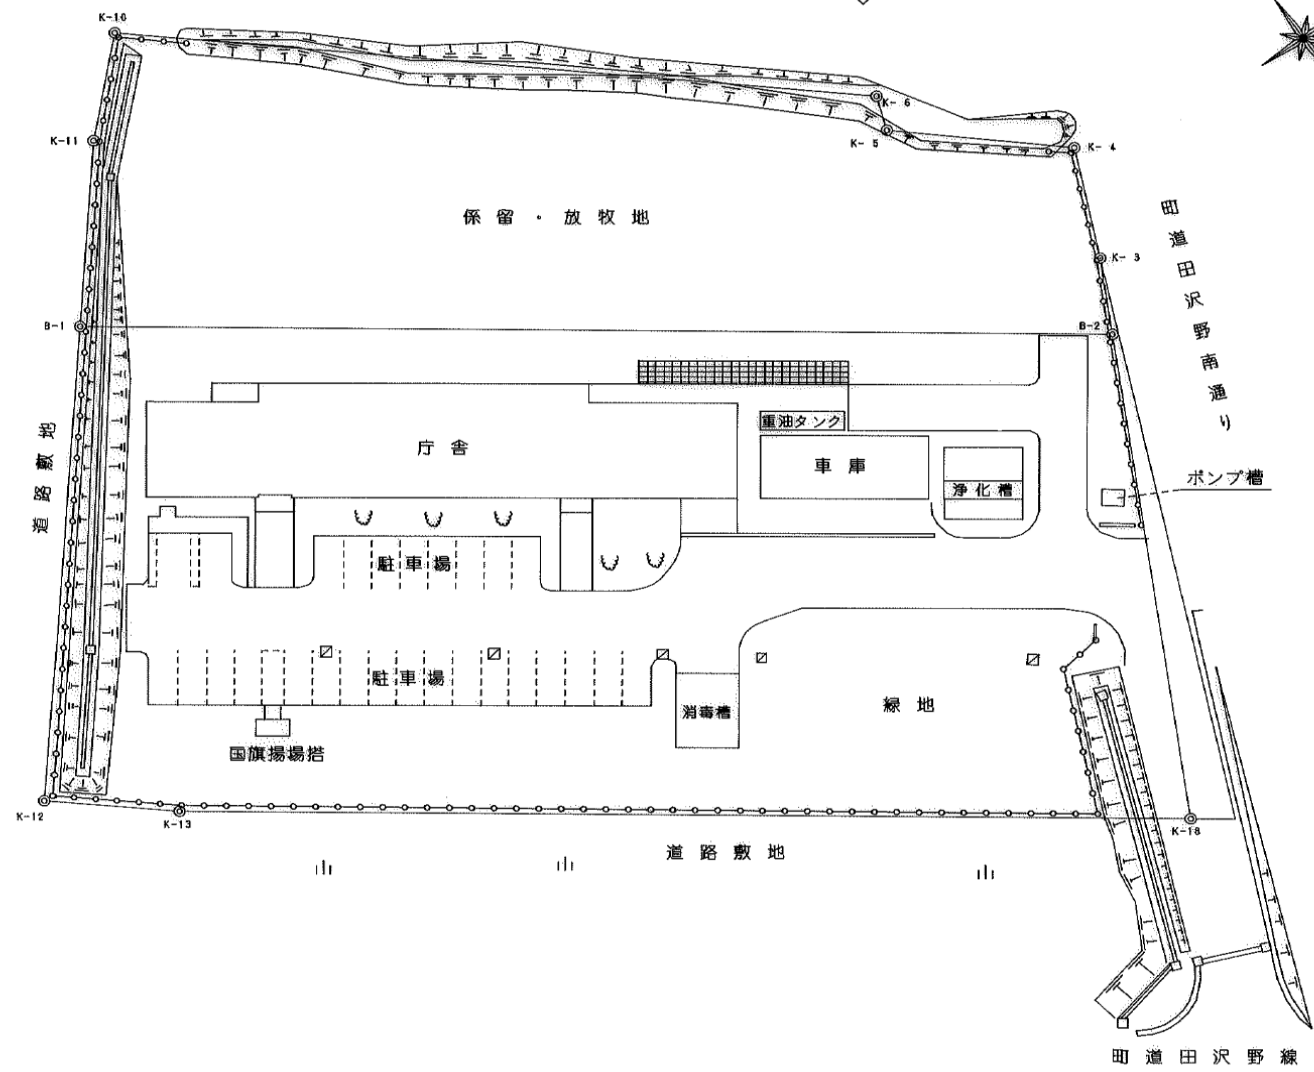 K-10
K-6
K-11
K-5
K-4
係留・放牧地
町道田沢野南通り
K-3
B-1
B-2
重油タンク
道路敷地
庁舎
車庫
ポンプ槽
浄化槽
駐車場
駐車場
消毒槽
緑地
国旗揚場塔
K-12
K-13
K-18
道路敷地
町道田沢野線